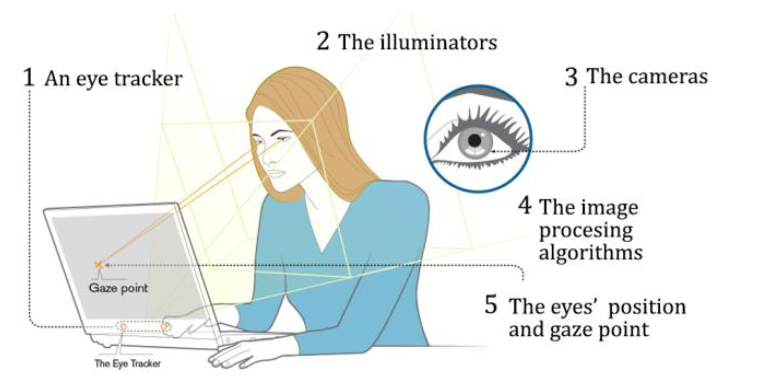 2 The illuminators
1 An eye tracker
3 The cameras
4 The image
procesing
algorithms
Gaze point
5 The eyes' position
and gaze point
The Eye Tracker